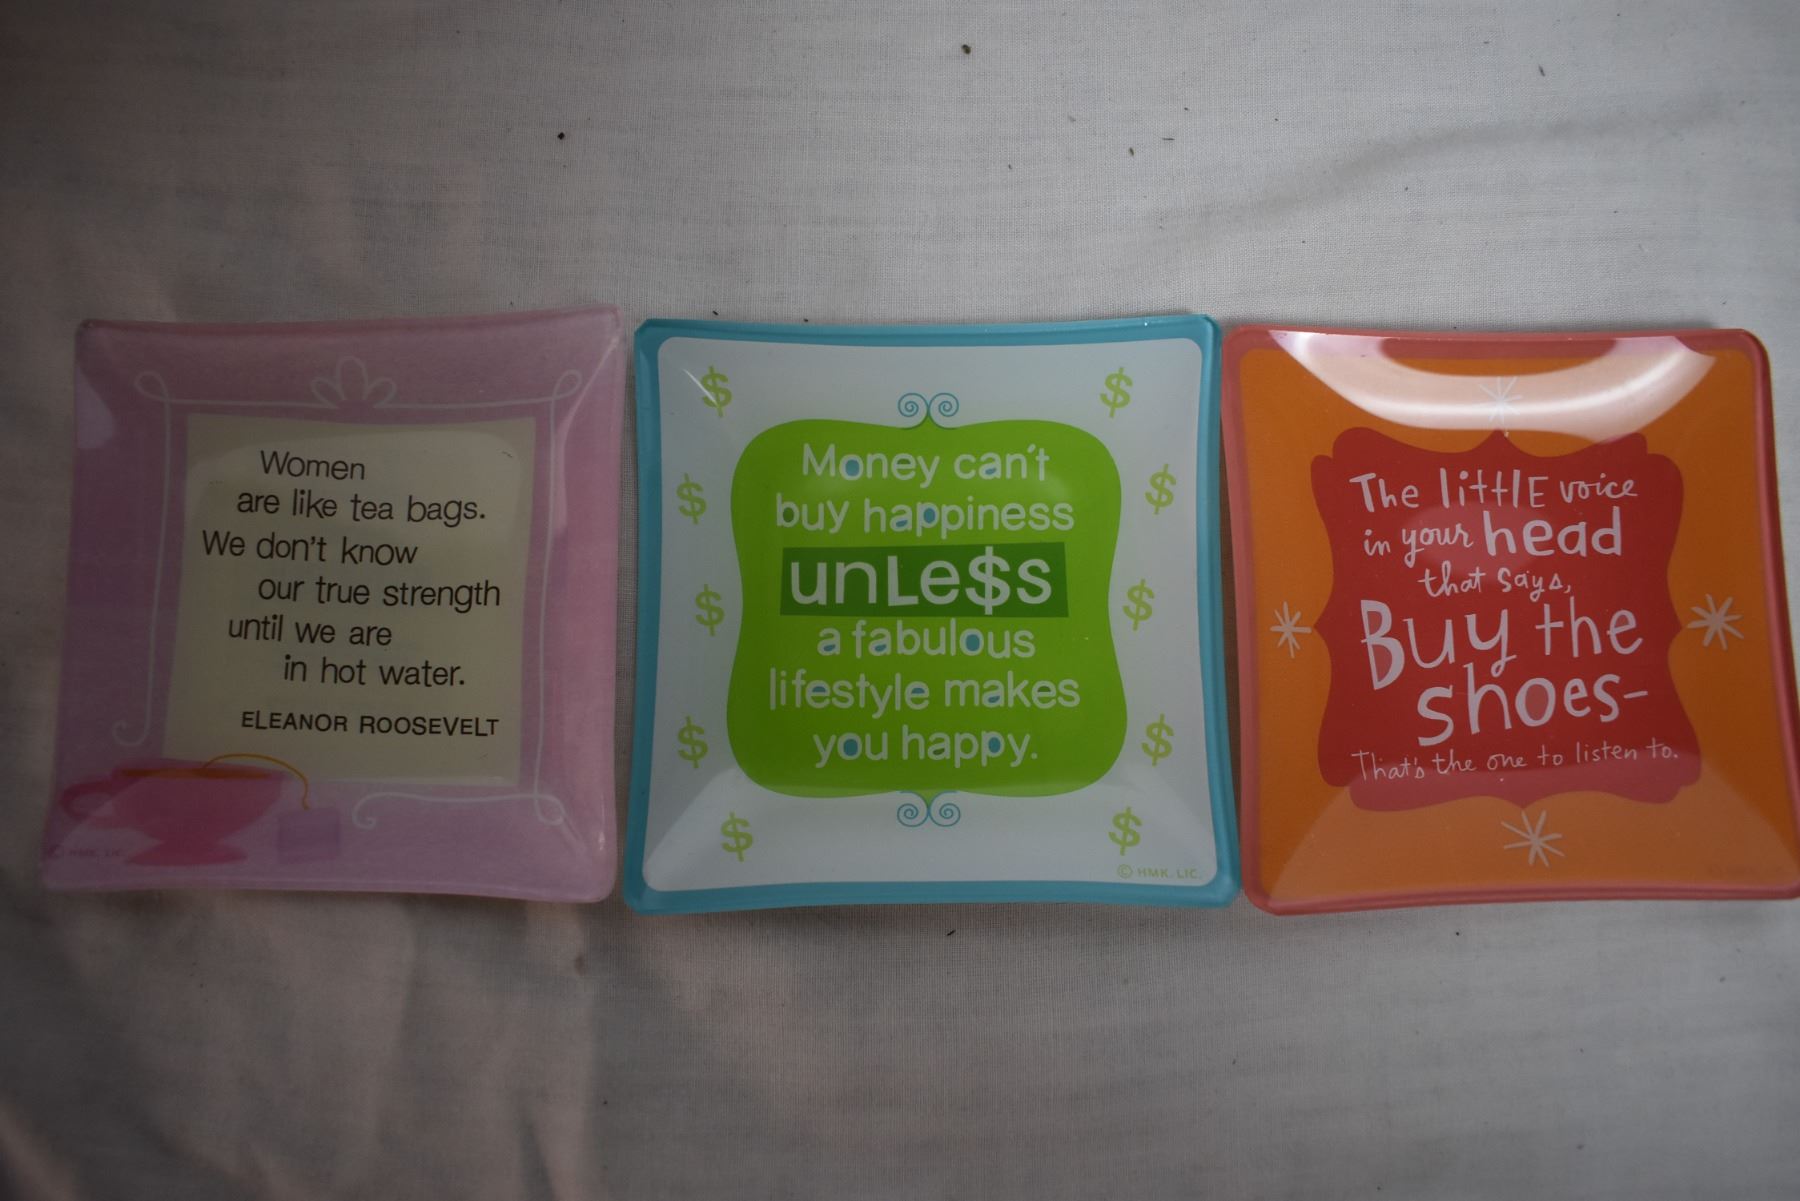 Women
are like tea bags.
We don't know
our true strength
until we are
in hot water.
ELEANOR ROOSEVELT
© HMK. LIC.
Money can't
buy happiness
unLe$s
a fabulous
lifestyle makes
you happy.
© HMK. LIC.
The littlE voice
in your head
that says,
Buy the
shoes-
That's the one to listen to.